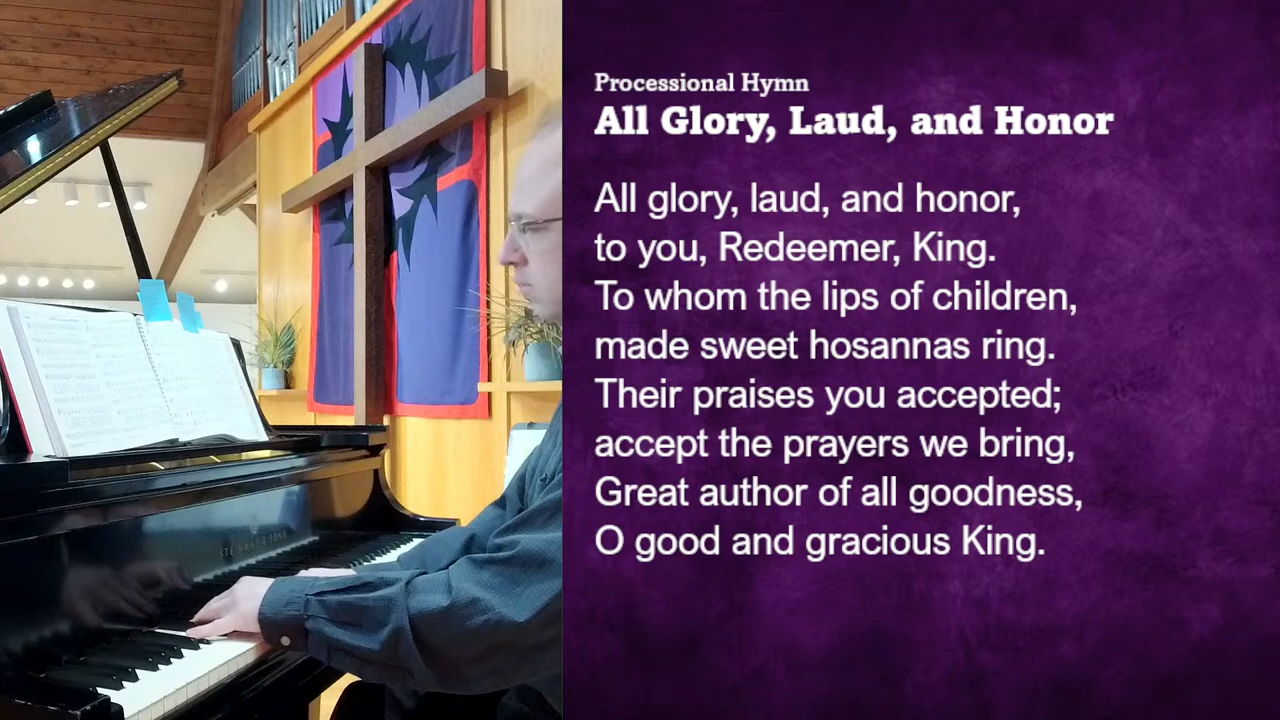 Processional Hymn
All Glory, Laud, and Honor
All glory, laud, and honor,
to you, Redeemer, King.
To whom the lips of children,
made sweet hosannas ring.
Their praises you accepted;
accept the prayers we bring,
Great author of all goodness,
O good and gracious King.
STEINWAY & SONS